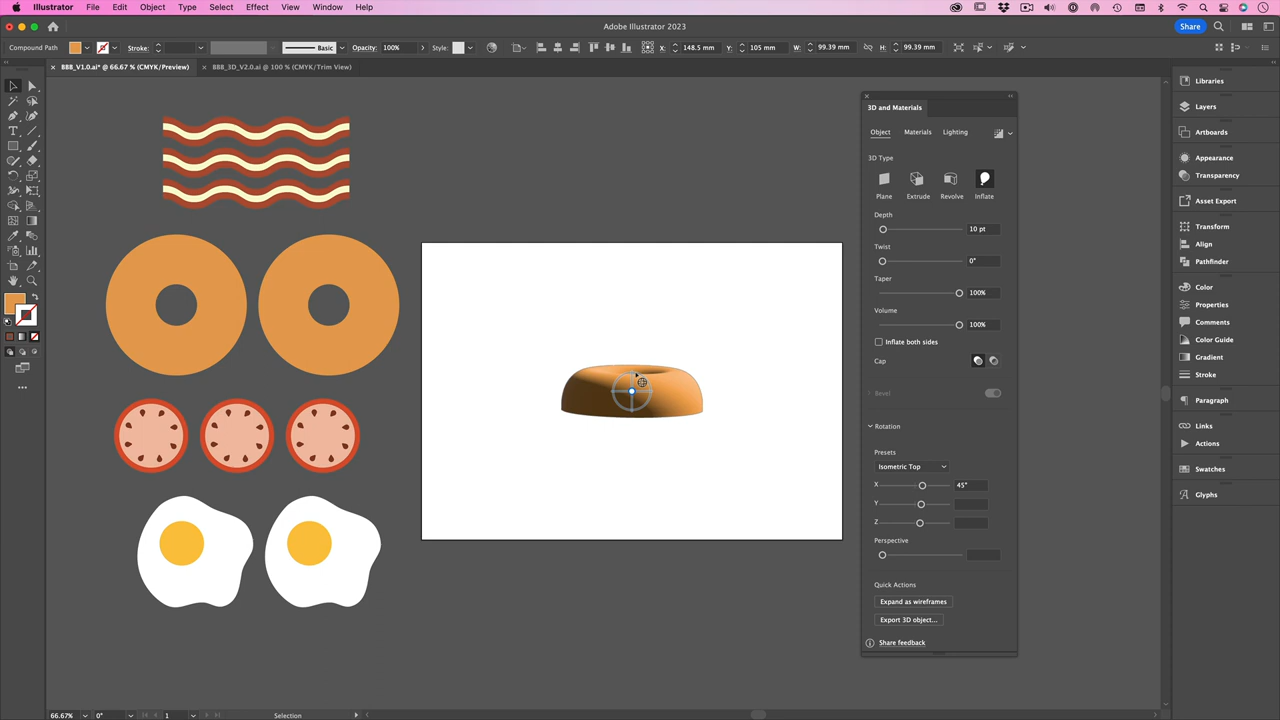 Illustrator File Edit Object Type Select Effect View Window Help
Adobe Illustrator 2023
Share
Compound Path Stroke: Basic Opacity: 100% Style: X: 148.5 mm Y: 105 mm W: 99.39 mm H: 99.39 mm
BBB_V1.0.ai* @ 66.67 % (CMYK/Preview) BBB_3D_V2.0.ai @ 100 % (CMYK/Trim View)
3D and Materials
Object Materials Lighting
3D Type
Plane Extrude Revolve Inflate
Depth
10 pt
Twist
0°
Taper
100%
Volume
100%
Inflate both sides
Cap
Bevel
Rotation
Presets
Isometric Top
X 45°
Y
Z
Perspective
Quick Actions
Expand as wireframes
Export 3D object...
Share feedback
Libraries
Layers
Artboards
Appearance
Transparency
Asset Export
Transform
Align
Pathfinder
Color
Properties
Comments
Color Guide
Gradient
Stroke
Paragraph
Links
Actions
Swatches
Glyphs
66.67% 0° 1 Selection